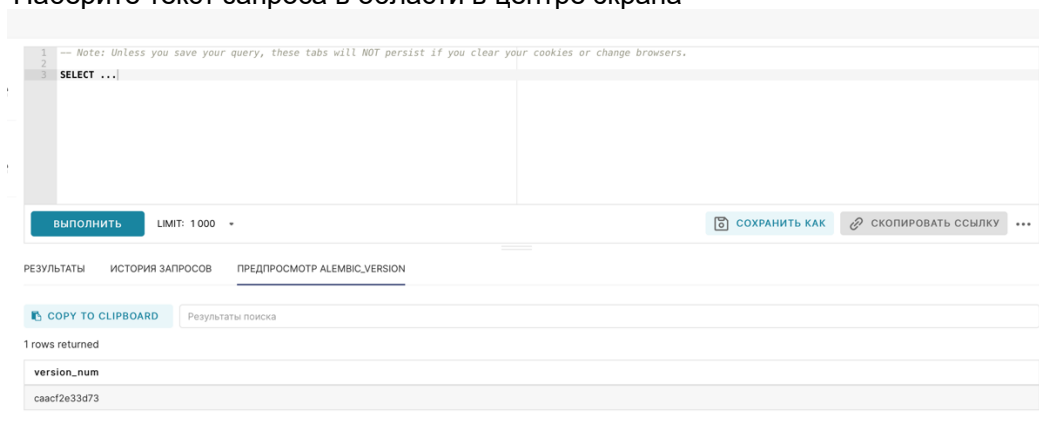 Наберите текст запроса в области в центре экрана
1 -- Note: Unless you save your query, these tabs will NOT persist if you clear your cookies or change browsers.
2
3 SELECT ...
ВЫПОЛНИТЬ LIMIT: 1 000 СОХРАНИТЬ КАК СКОПИРОВАТЬ ССЫЛКУ ...
РЕЗУЛЬТАТЫ ИСТОРИЯ ЗАПРОСОВ ПРЕДПРОСМОТР ALEMBIC_VERSION
COPY TO CLIPBOARD Результаты поиска
1 rows returned
version_num
caacf2e33d73